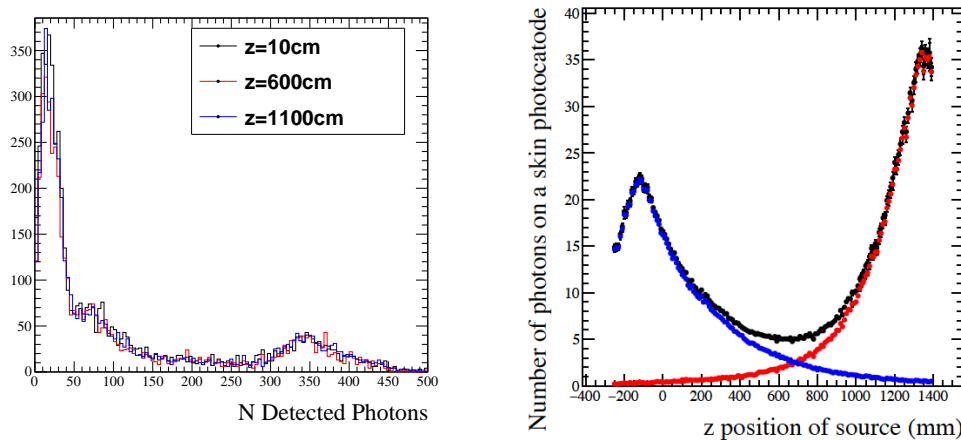 350
300
250
200
150
100
50
0
z=10cm
z=600cm
z=1100cm
0 50 100 150 200 250 300 350 400 450 500
N Detected Photons
Number of photons on a skin photocatode
40
35
30
25
20
15
10
5
0
−400 −200 0 200 400 600 800 1000 1200 1400
z position of source (mm)